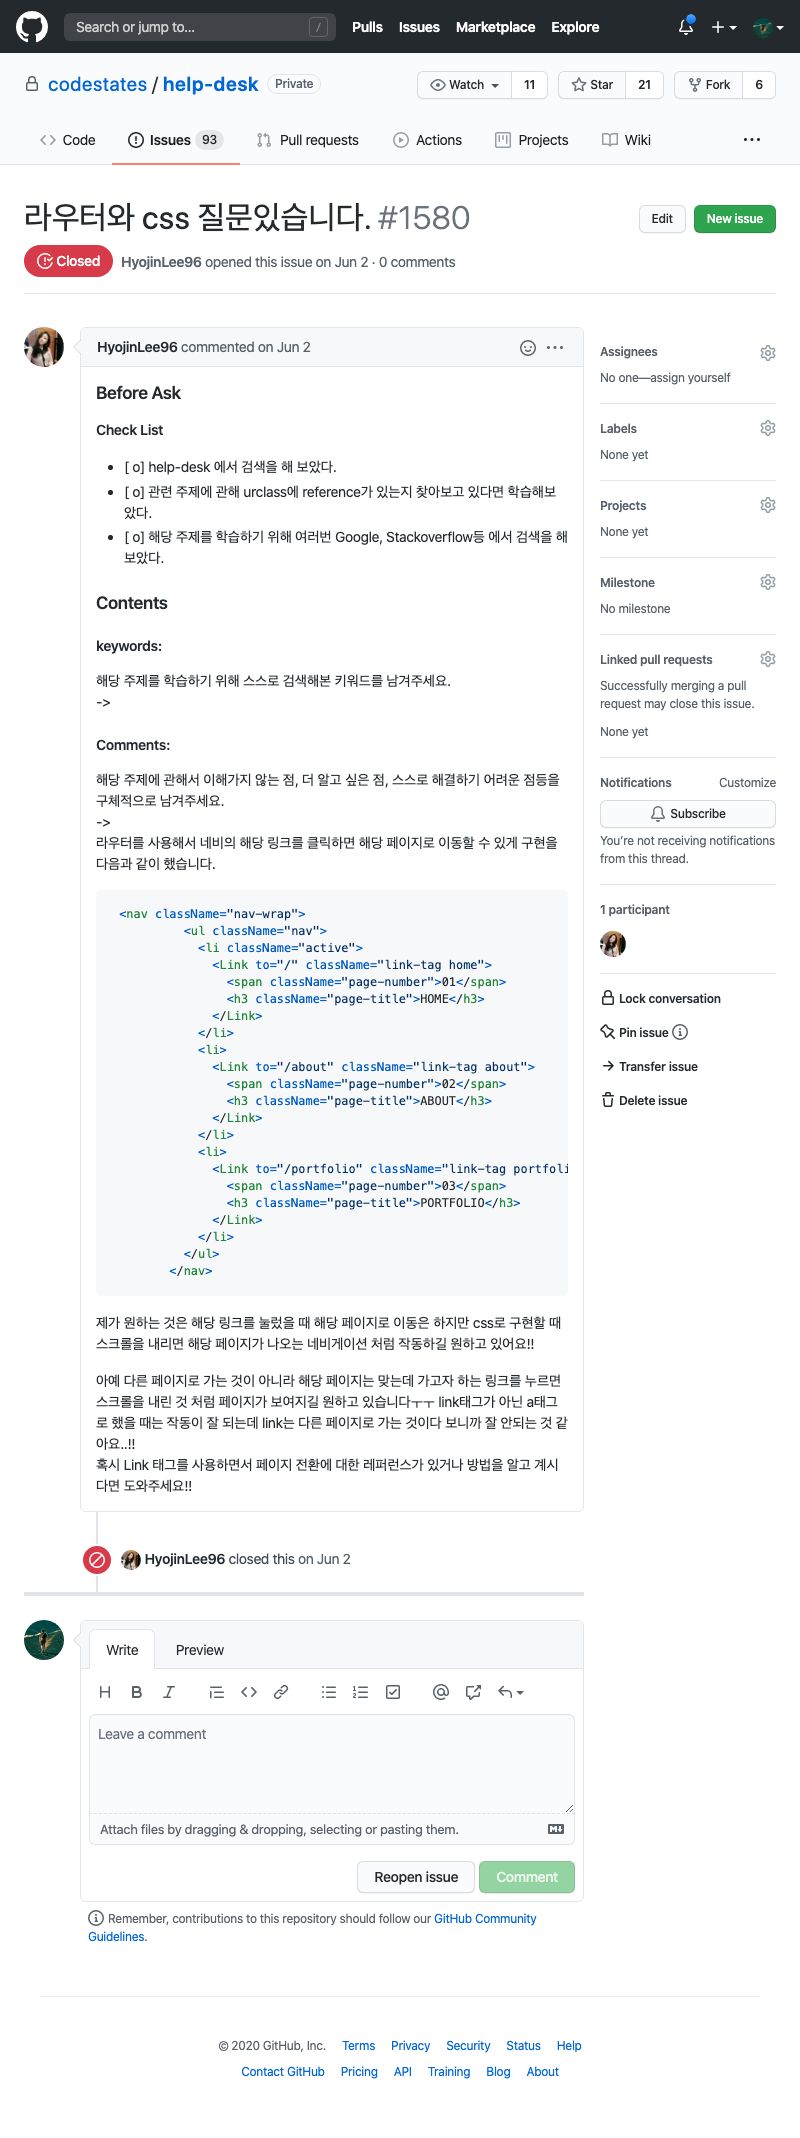 Search or jump to... /
Pulls Issues Marketplace Explore
codestates / help-desk Private
Watch 11 Star 21 Fork 6
Code Issues 93 Pull requests Actions Projects Wiki
라우터와 css 질문있습니다. #1580
Edit New issue
Closed HyojinLee96 opened this issue on Jun 2 · 0 comments
HyojinLee96 commented on Jun 2
Before Ask
Check List
• [ o] help-desk 에서 검색을 해 보았다.
• [ o] 관련 주제에 관해 urclass에 reference가 있는지 찾아보고 있다면 학습해보
았다.
• [ o] 해당 주제를 학습하기 위해 여러번 Google, Stackoverflow등 에서 검색을 해
보았다.
Contents
keywords:
해당 주제를 학습하기 위해 스스로 검색해본 키워드를 남겨주세요.
->
Comments:
해당 주제에 관해서 이해가지 않는 점, 더 알고 싶은 점, 스스로 해결하기 어려운 점등을
구체적으로 남겨주세요.
->
라우터를 사용해서 네비의 해당 링크를 클릭하면 해당 페이지로 이동할 수 있게 구현을
다음과 같이 했습니다.
<nav className="nav-wrap">
<ul className="nav">
<li className="active">
<Link to="/" className="link-tag home">
<span className="page-number">01</span>
<h3 className="page-title">HOME</h3>
</Link>
</li>
<li>
<Link to="/about" className="link-tag about">
<span className="page-number">02</span>
<h3 className="page-title">ABOUT</h3>
</Link>
</li>
<li>
<Link to="/portfolio" className="link-tag portfoli
<span className="page-number">03</span>
<h3 className="page-title">PORTFOLIO</h3>
</Link>
</li>
</ul>
</nav>
제가 원하는 것은 해당 링크를 눌렀을 때 해당 페이지로 이동은 하지만 css로 구현할 때
스크롤을 내리면 해당 페이지가 나오는 네비게이션 처럼 작동하길 원하고 있어요!!
아예 다른 페이지로 가는 것이 아니라 해당 페이지는 맞는데 가고자 하는 링크를 누르면
스크롤을 내린 것 처럼 페이지가 보여지길 원하고 있습니다ㅜㅜ link태그가 아닌 a태그
로 했을 때는 작동이 잘 되는데 link는 다른 페이지로 가는 것이다 보니까 잘 안되는 것 같
아요..!!
혹시 Link 태그를 사용하면서 페이지 전환에 대한 레퍼런스가 있거나 방법을 알고 계시
다면 도와주세요!!
HyojinLee96 closed this on Jun 2
Assignees
No one—assign yourself
Labels
None yet
Projects
None yet
Milestone
No milestone
Linked pull requests
Successfully merging a pull
request may close this issue.
None yet
Notifications Customize
Subscribe
You're not receiving notifications
from this thread.
1 participant
Lock conversation
Pin issue
Transfer issue
Delete issue
Write Preview
Leave a comment
Attach files by dragging & dropping, selecting or pasting them.
Reopen issue Comment
Remember, contributions to this repository should follow our GitHub Community
Guidelines.
© 2020 GitHub, Inc. Terms Privacy Security Status Help
Contact GitHub Pricing API Training Blog About